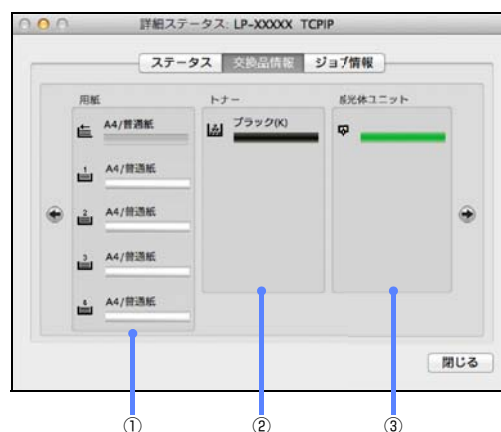 詳細ステータス: LP-XXXXX TCPIP
ステータス 交換品情報 ジョブ情報
用紙 トナー 感光体ユニット
A4/普通紙 ブラック(K)
1 A4/普通紙
2 A4/普通紙
3 A4/普通紙
A4/普通紙
閉じる
① ② ③